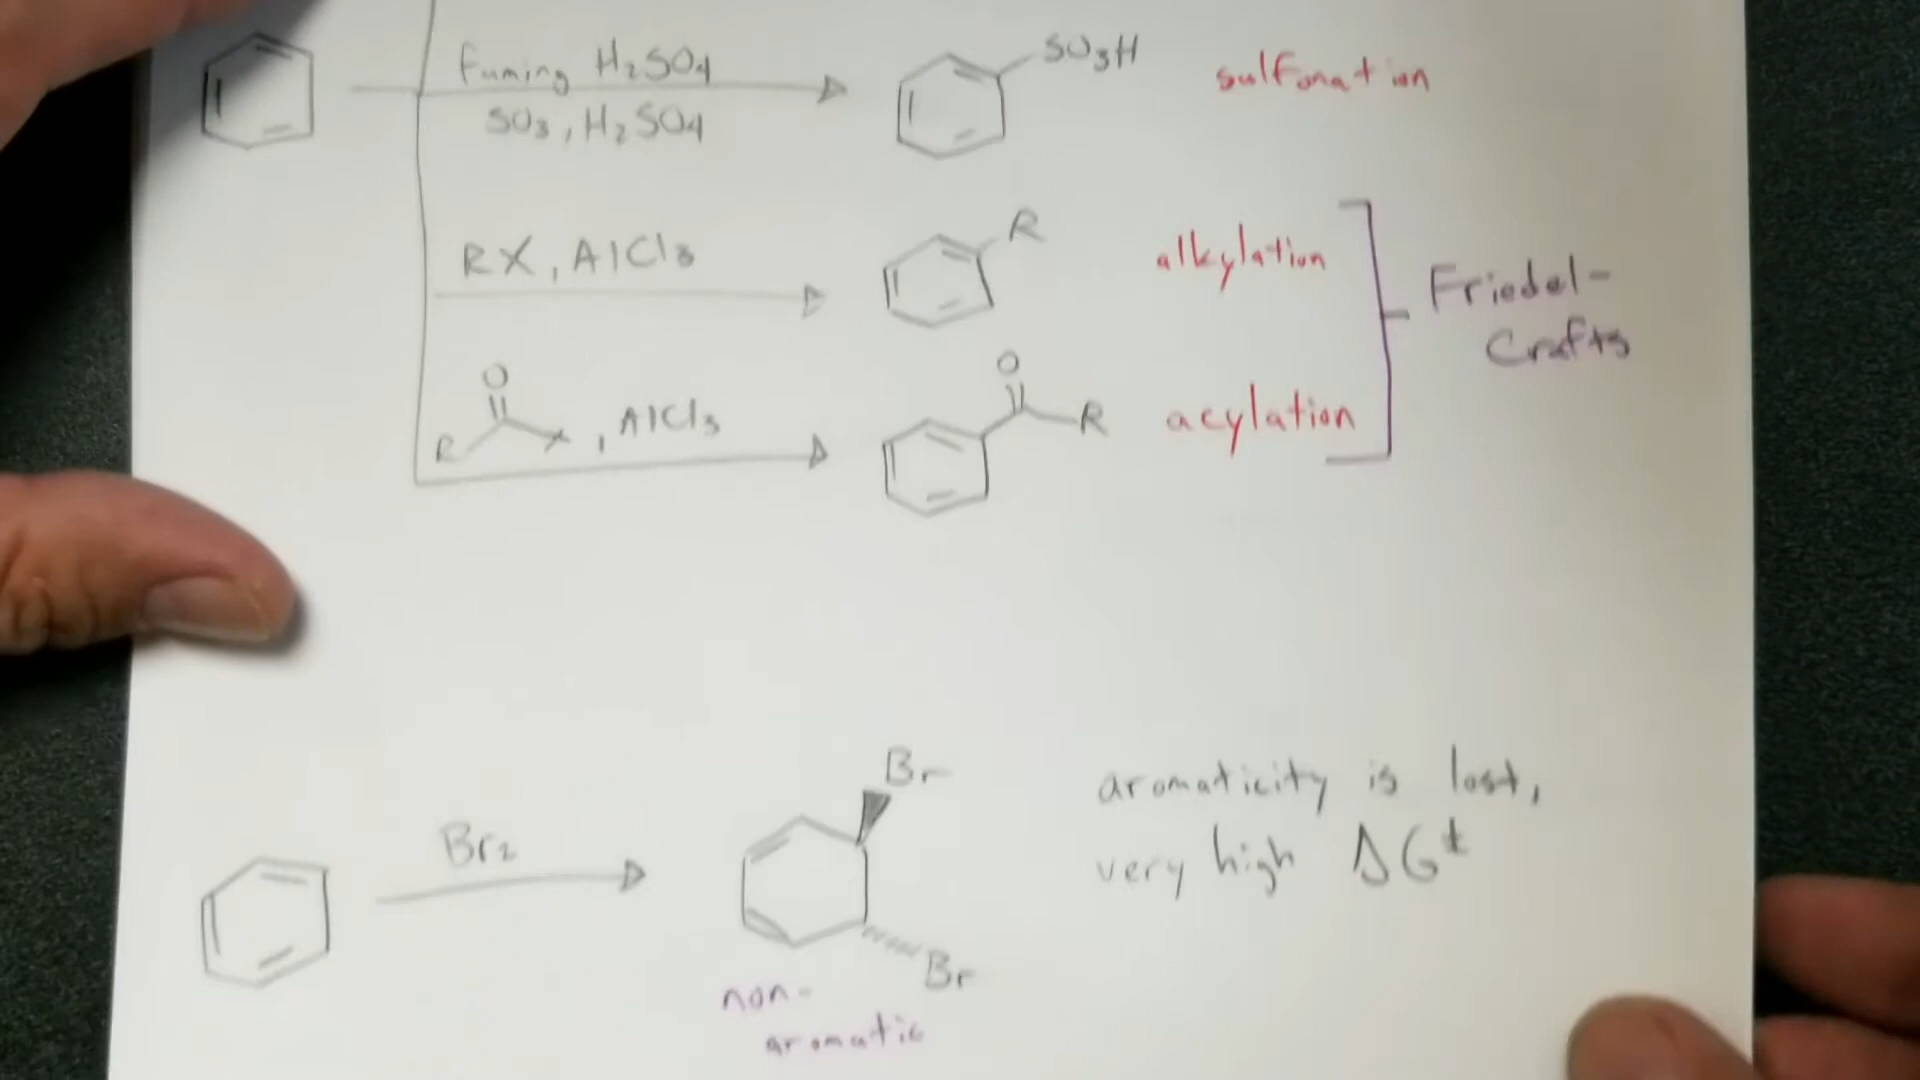 fuming H2SO4
SO3, H2SO4
SO3H
sulfonation
RX, AlCl3
R
alkylation
Friedel-
Crafts
O
R
X
, AlCl3
O
R
acylation
Br2
Br
Br
non-
aromatic
aromaticity is lost,
very high ΔG‡